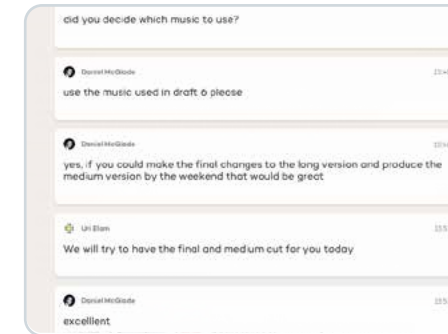 did you decide which music to use?
Daniel McGlade
use the music used in draft 6 please
Daniel McGlade
yes, if you could make the final changes to the long version and produce the
medium version by the weekend that would be great
Uri Elam
We will try to have the final and medium cut for you today
Daniel McGlade
excellent